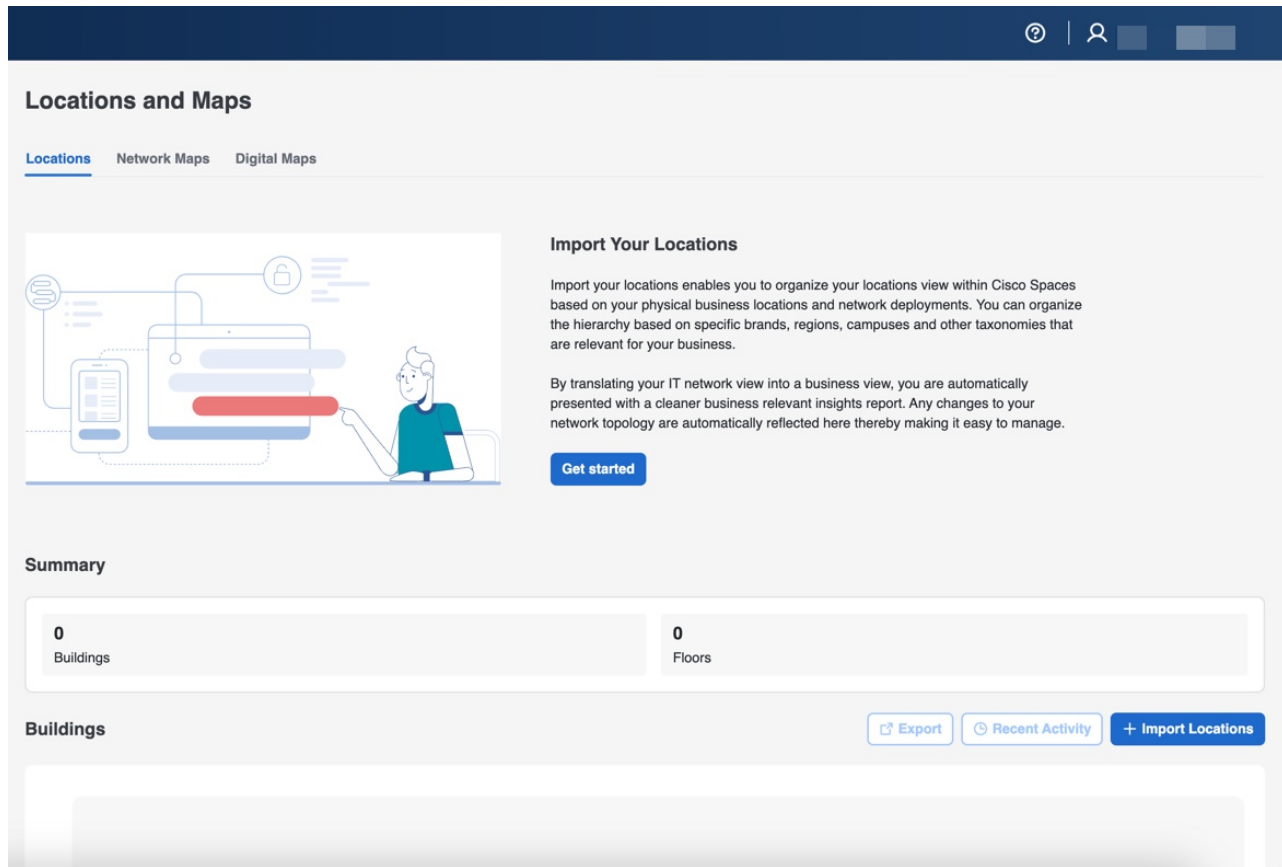 Locations and Maps
Locations Network Maps Digital Maps
Import Your Locations
Import your locations enables you to organize your locations view within Cisco Spaces
based on your physical business locations and network deployments. You can organize
the hierarchy based on specific brands, regions, campuses and other taxonomies that
are relevant for your business.
By translating your IT network view into a business view, you are automatically
presented with a cleaner business relevant insights report. Any changes to your
network topology are automatically reflected here thereby making it easy to manage.
Get started
Summary
0 0
Buildings Floors
Buildings Export Recent Activity + Import Locations